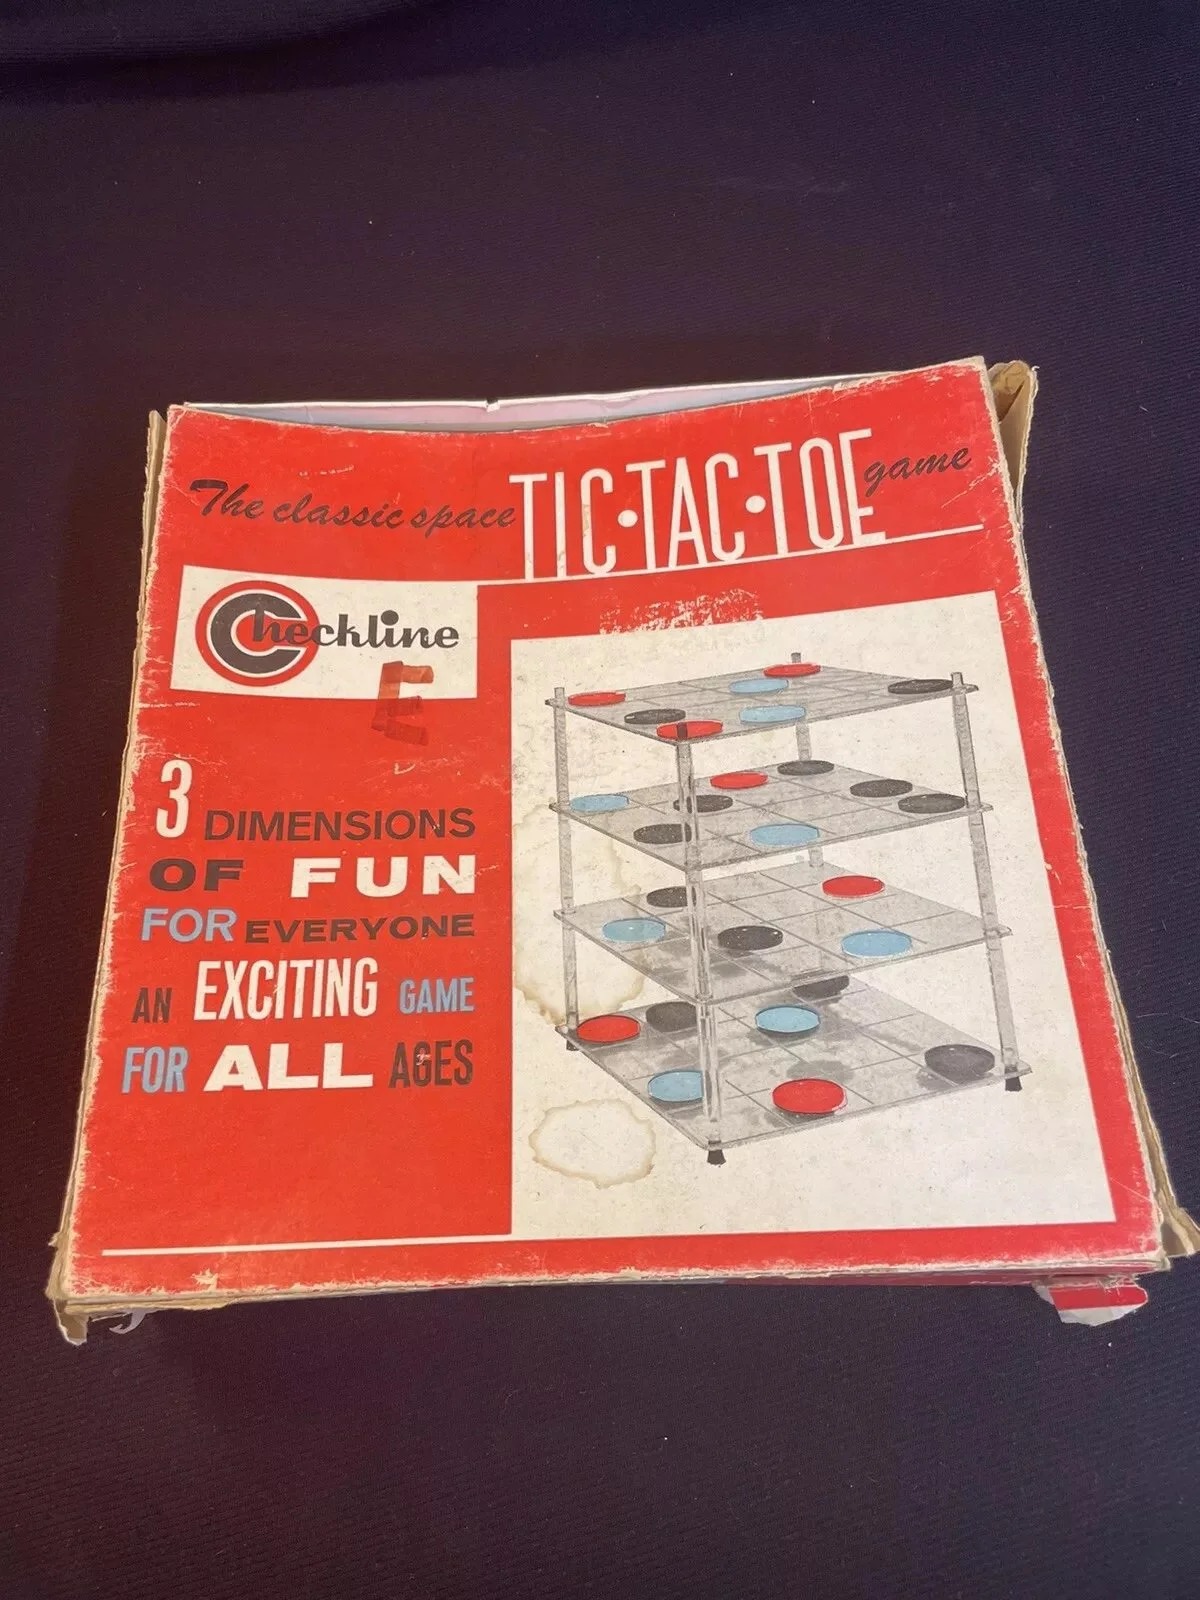 The classic space TIC·TAC·TOE game
Checkline
E
3 DIMENSIONS
OF FUN
FOR EVERYONE
AN EXCITING GAME
FOR ALL AGES